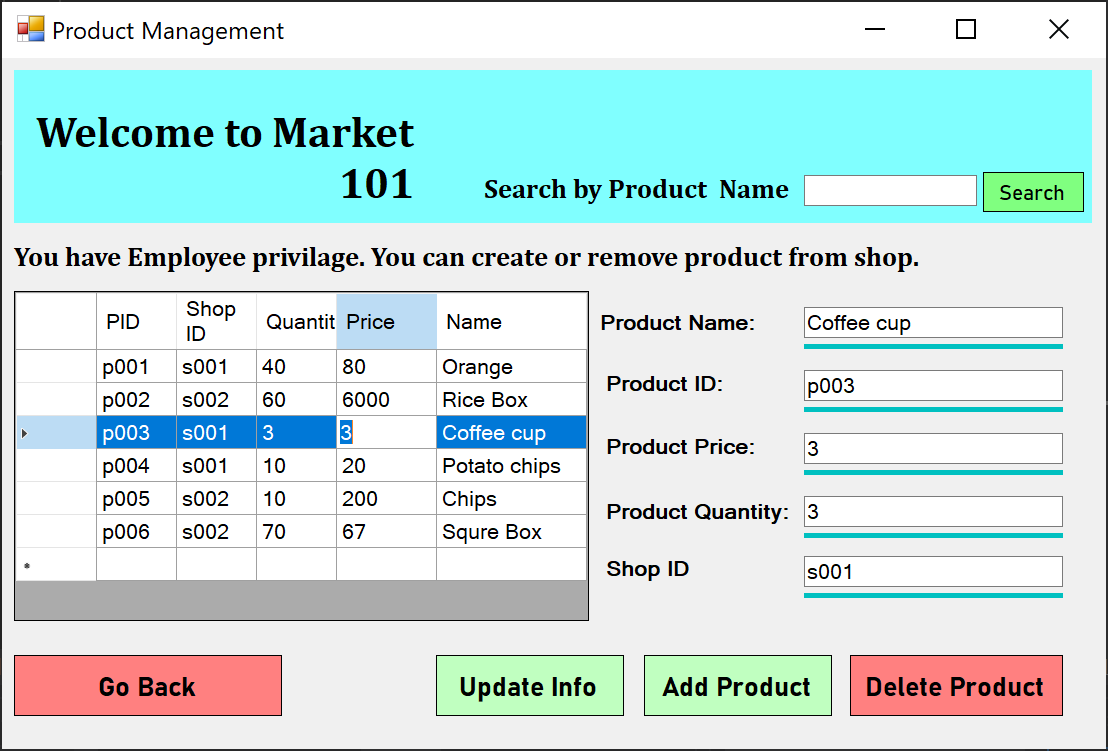 Product Management
Welcome to Market
101
Search by Product  Name
Search
You have Employee privilage. You can create or remove product from shop.
PID Shop ID Quantit Price Name
p001 s001 40 80 Orange
p002 s002 60 6000 Rice Box
p003 s001 3 3 Coffee cup
p004 s001 10 20 Potato chips
p005 s002 10 200 Chips
p006 s002 70 67 Squre Box
Product Name: Coffee cup
Product ID: p003
Product Price: 3
Product Quantity: 3
Shop ID s001
Go Back Update Info Add Product Delete Product